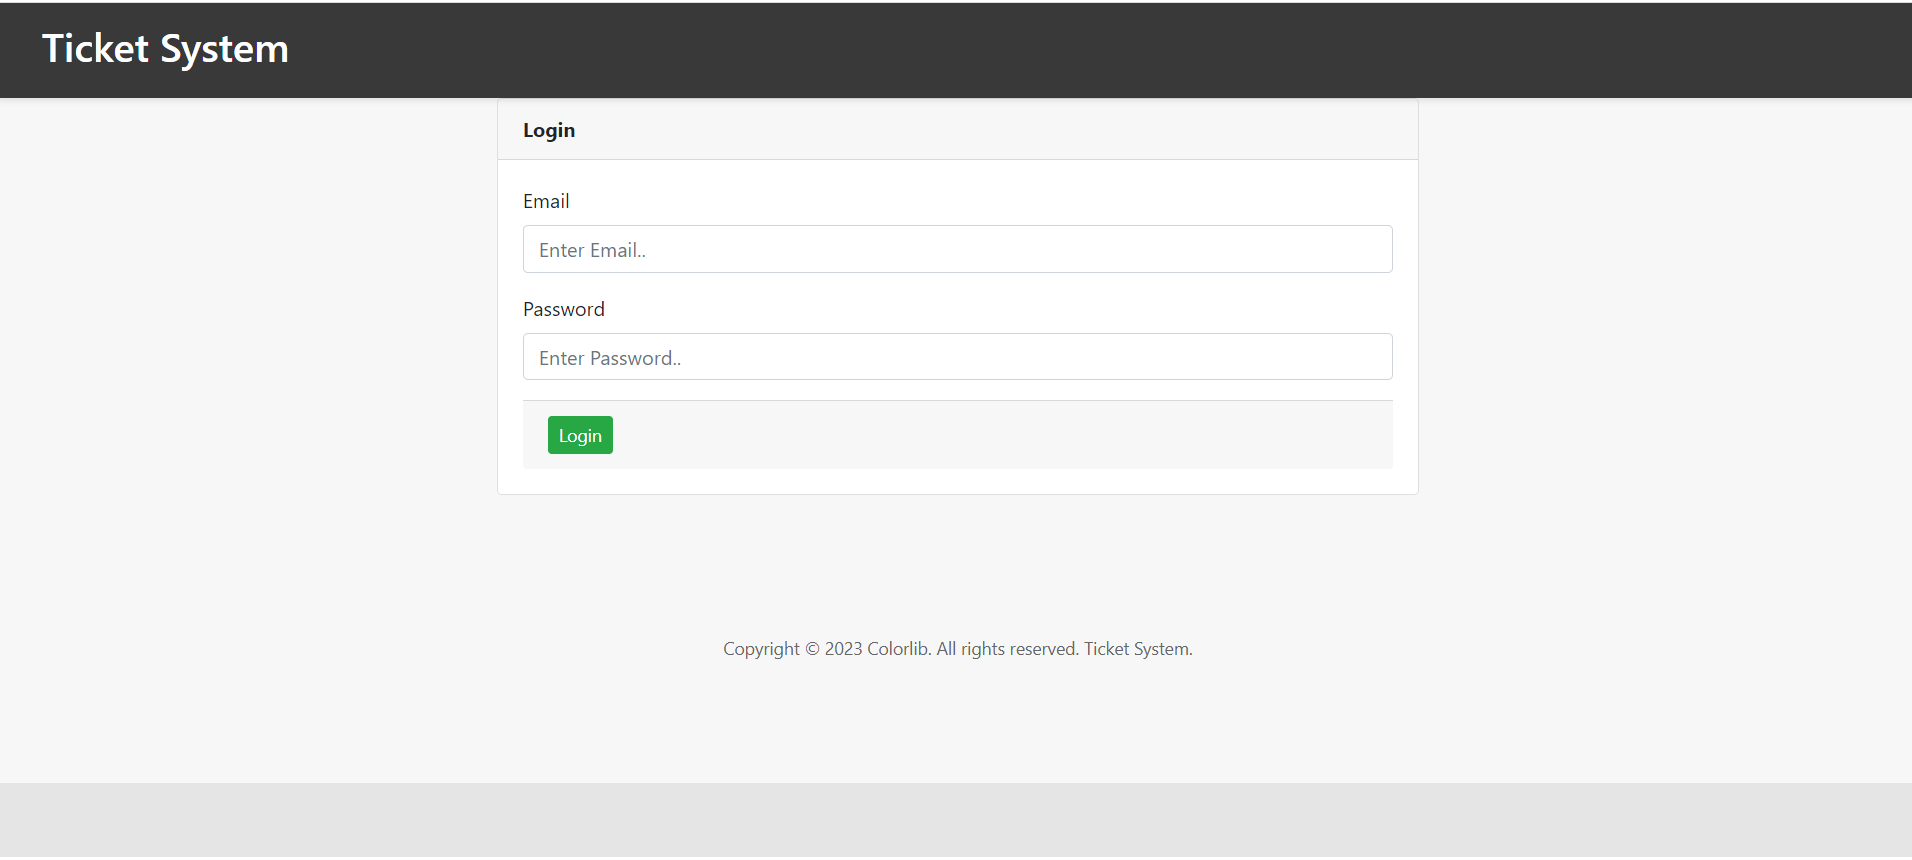 Ticket System
Login
Email
Enter Email..
Password
Enter Password..
Login
Copyright © 2023 Colorlib. All rights reserved. Ticket System.